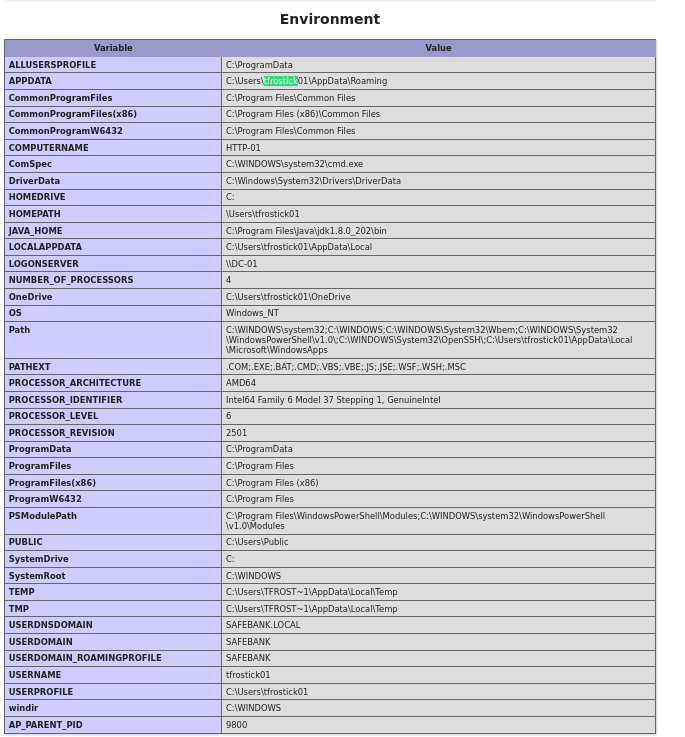 Environment
Variable Value
ALLUSERSPROFILE C:\ProgramData
APPDATA C:\Users\tfrostick01\AppData\Roaming
CommonProgramFiles C:\Program Files\Common Files
CommonProgramFiles(x86) C:\Program Files (x86)\Common Files
CommonProgramW6432 C:\Program Files\Common Files
COMPUTERNAME HTTP-01
ComSpec C:\WINDOWS\system32\cmd.exe
DriverData C:\Windows\System32\Drivers\DriverData
HOMEDRIVE C:
HOMEPATH \Users\tfrostick01
JAVA_HOME C:\Program Files\Java\jdk1.8.0_202\bin
LOCALAPPDATA C:\Users\tfrostick01\AppData\Local
LOGONSERVER \\DC-01
NUMBER_OF_PROCESSORS 4
OneDrive C:\Users\tfrostick01\OneDrive
OS Windows_NT
Path C:\WINDOWS\system32;C:\WINDOWS;C:\WINDOWS\System32\Wbem;C:\WINDOWS\System32
\WindowsPowerShell\v1.0\;C:\WINDOWS\System32\OpenSSH\;C:\Users\tfrostick01\AppData\Local
\Microsoft\WindowsApps
PATHEXT .COM;.EXE;.BAT;.CMD;.VBS;.VBE;.JS;.JSE;.WSF;.WSH;.MSC
PROCESSOR_ARCHITECTURE AMD64
PROCESSOR_IDENTIFIER Intel64 Family 6 Model 37 Stepping 1, GenuineIntel
PROCESSOR_LEVEL 6
PROCESSOR_REVISION 2501
ProgramData C:\ProgramData
ProgramFiles C:\Program Files
ProgramFiles(x86) C:\Program Files (x86)
ProgramW6432 C:\Program Files
PSModulePath C:\Program Files\WindowsPowerShell\Modules;C:\WINDOWS\system32\WindowsPowerShell
\v1.0\Modules
PUBLIC C:\Users\Public
SystemDrive C:
SystemRoot C:\WINDOWS
TEMP C:\Users\TFROST~1\AppData\Local\Temp
TMP C:\Users\TFROST~1\AppData\Local\Temp
USERDNSDOMAIN SAFEBANK.LOCAL
USERDOMAIN SAFEBANK
USERDOMAIN_ROAMINGPROFILE SAFEBANK
USERNAME tfrostick01
USERPROFILE C:\Users\tfrostick01
windir C:\WINDOWS
AP_PARENT_PID 9800